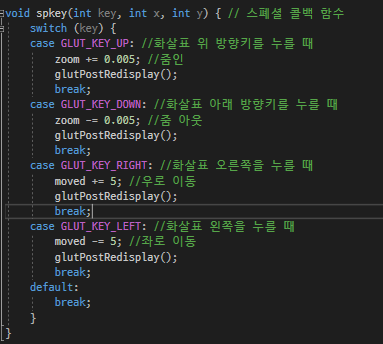 void spkey(int key, int x, int y) { // 스페셜 콜백 함수
switch (key) {
case GLUT_KEY_UP: //화살표 위 방향키를 누를 때
zoom += 0.005; //줌인
glutPostRedisplay();
break;
case GLUT_KEY_DOWN: //화살표 아래 방향키를 누를 때
zoom -= 0.005; //줌 아웃
glutPostRedisplay();
break;
case GLUT_KEY_RIGHT: //화살표 오른쪽을 누를 때
moved += 5; //우로 이동
glutPostRedisplay();
break;
case GLUT_KEY_LEFT: //화살표 왼쪽을 누를 때
moved -= 5; //좌로 이동
glutPostRedisplay();
break;
default:
break;
}
}